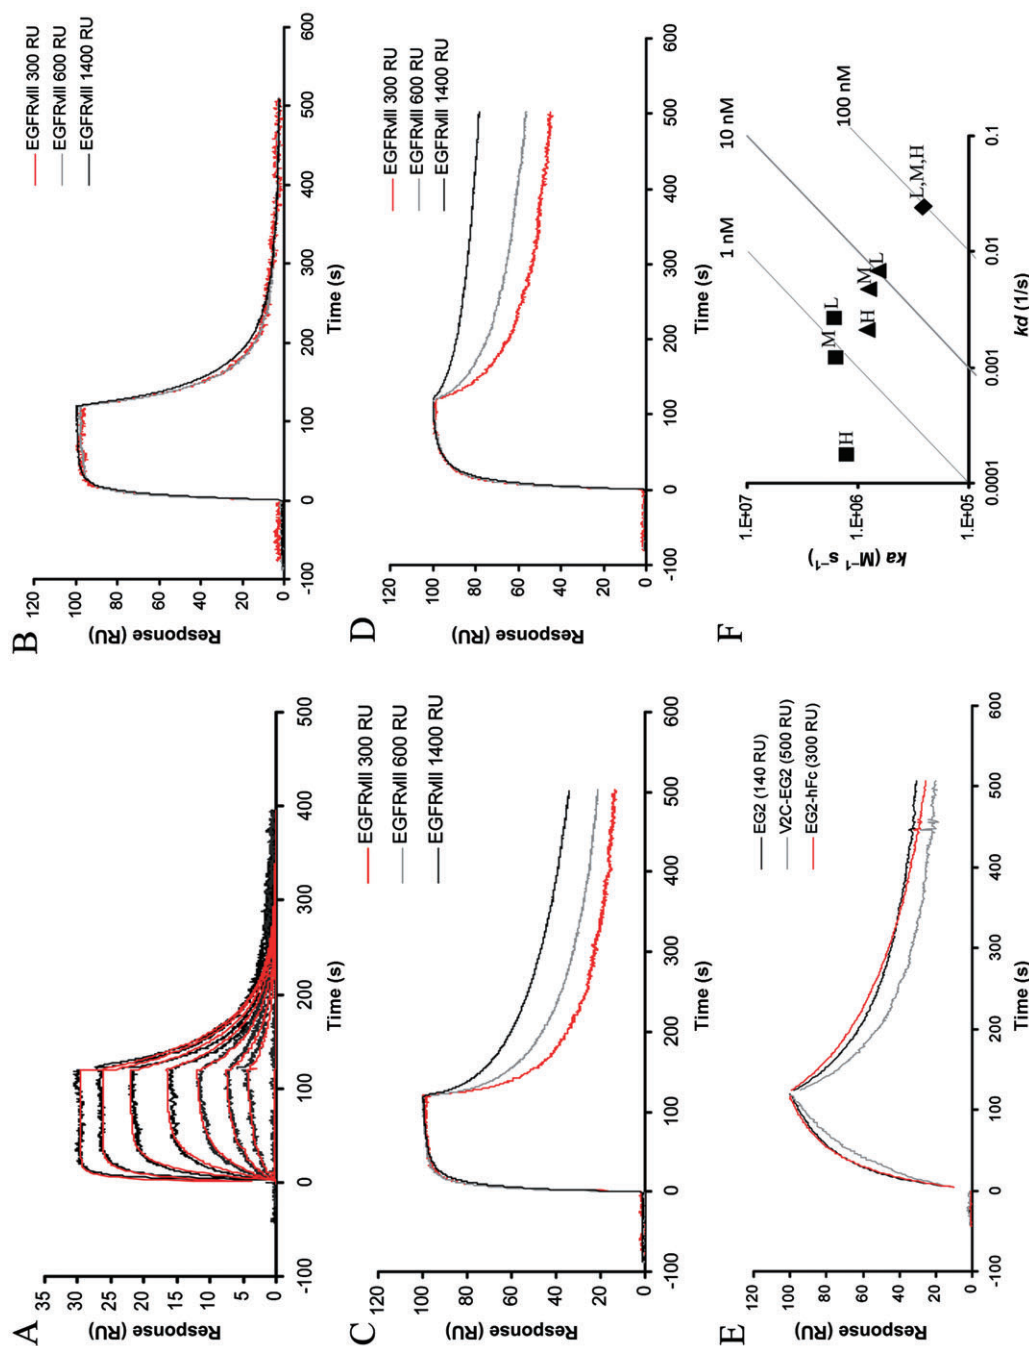 A
Response (RU)
35
30
25
20
15
10
5
0
-100
0
100
200
300
400
500
Time (s)
B
Response (RU)
120
100
80
60
40
20
0
-100
0
100
200
300
400
500
600
Time (s)
EGFRvIII 300 RU
EGFRvIII 600 RU
EGFRvIII 1400 RU
C
Response (RU)
120
100
80
60
40
20
0
-100
0
100
200
300
400
500
600
Time (s)
EGFRvIII 300 RU
EGFRvIII 600 RU
EGFRvIII 1400 RU
D
Response (RU)
120
100
80
60
40
20
0
-100
0
100
200
300
400
500
600
Time (s)
EGFRvIII 300 RU
EGFRvIII 600 RU
EGFRvIII 1400 RU
E
Response (RU)
120
100
80
60
40
20
0
-100
0
100
200
300
400
500
600
Time (s)
EG2 (140 RU)
V2C-EG2 (500 RU)
EG2-hFc (300 RU)
F
ka (M⁻¹ s⁻¹)
1.E+07
1.E+06
1.E+05
0.0001
0.001
0.01
0.1
kd (1/s)
1 nM
10 nM
100 nM
H
M
L
H
M
L
L,M,H